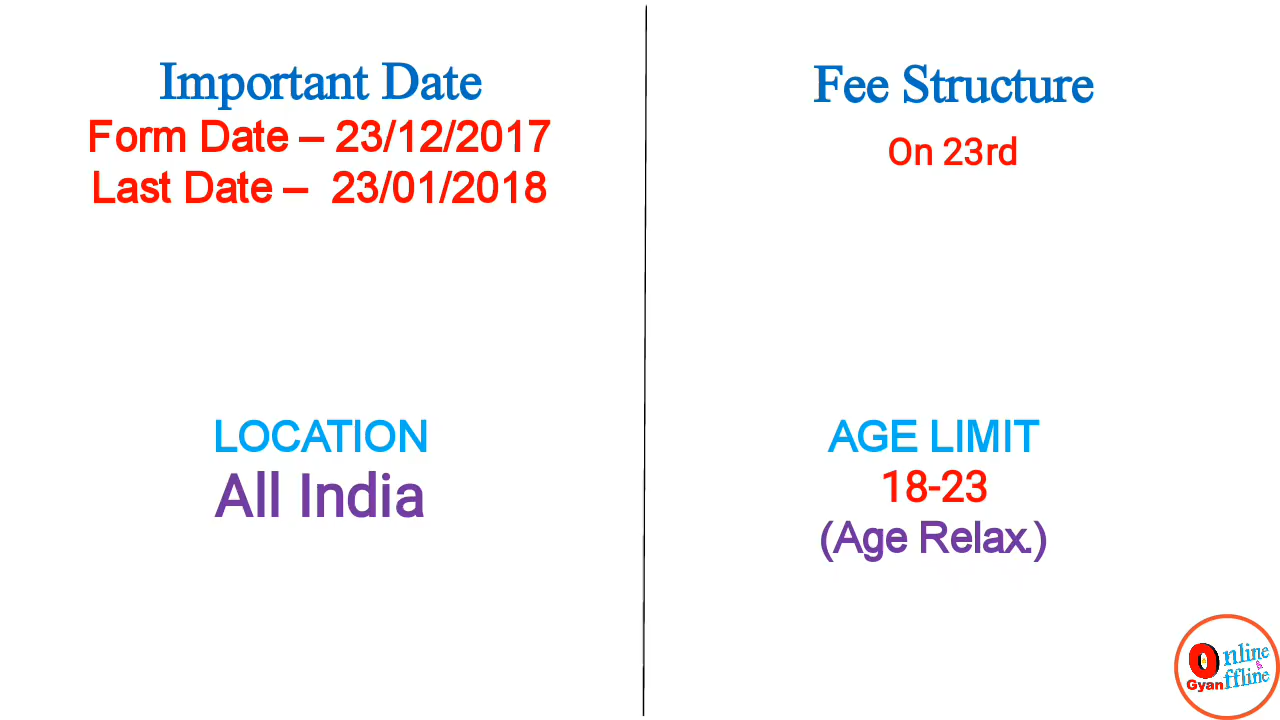 Important Date
Form Date – 23/12/2017
Last Date – 23/01/2018
Fee Structure
On 23rd
LOCATION
All India
AGE LIMIT
18-23
(Age Relax.)
Online
&
Offline
Gyan